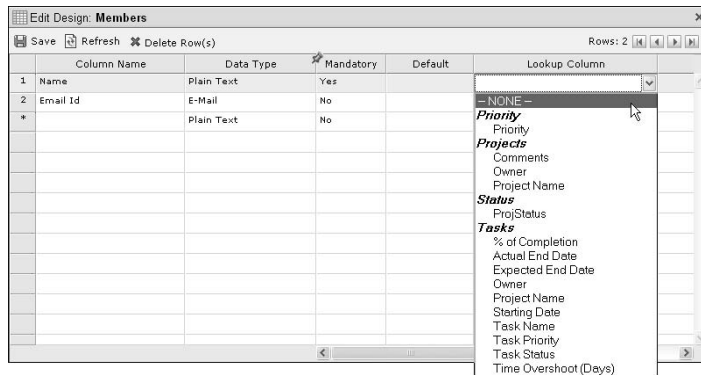 Edit Design: Members
Save Refresh Delete Row(s) Rows: 2
Column Name Data Type Mandatory Default Lookup Column
1 Name Plain Text Yes
2 Email Id E-Mail No
* Plain Text No
-- NONE --
Priority
Priority
Projects
Comments
Owner
Project Name
Status
ProjStatus
Tasks
% of Completion
Actual End Date
Expected End Date
Owner
Project Name
Starting Date
Task Name
Task Priority
Task Status
Time Overshoot (Days)